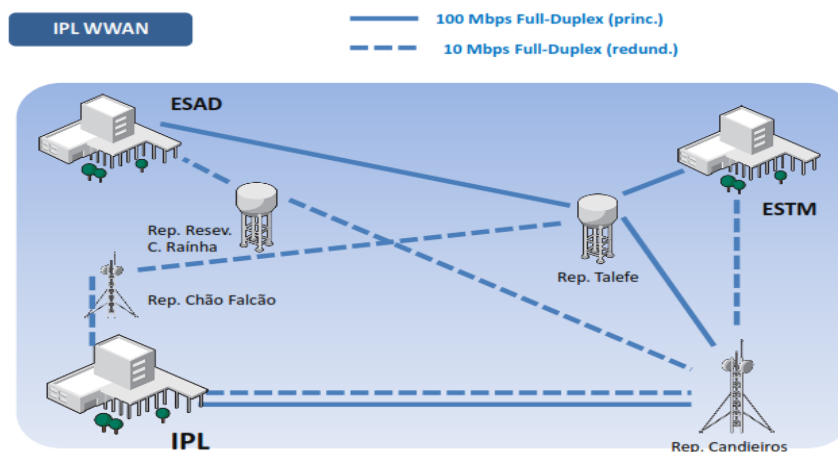 IPL WWAN
100 Mbps Full-Duplex (princ.)
10 Mbps Full-Duplex (redund.)
ESAD
ESTM
Rep. Resev.
C. Raínha
Rep. Talefe
Rep. Chão Falcão
IPL
Rep. Candieiros